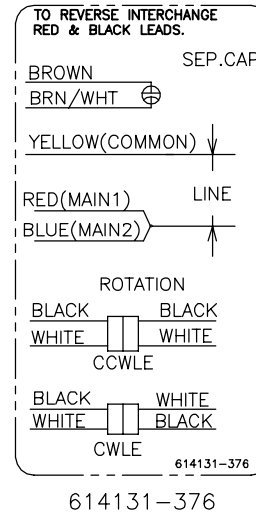 TO REVERSE INTERCHANGE
RED & BLACK LEADS.
SEP.CAP
BROWN
BRN/WHT
YELLOW(COMMON)
RED(MAIN1)
LINE
BLUE(MAIN2)
ROTATION
BLACK BLACK
WHITE WHITE
CCWLE
BLACK WHITE
WHITE BLACK
CWLE
614131-376
614131-376